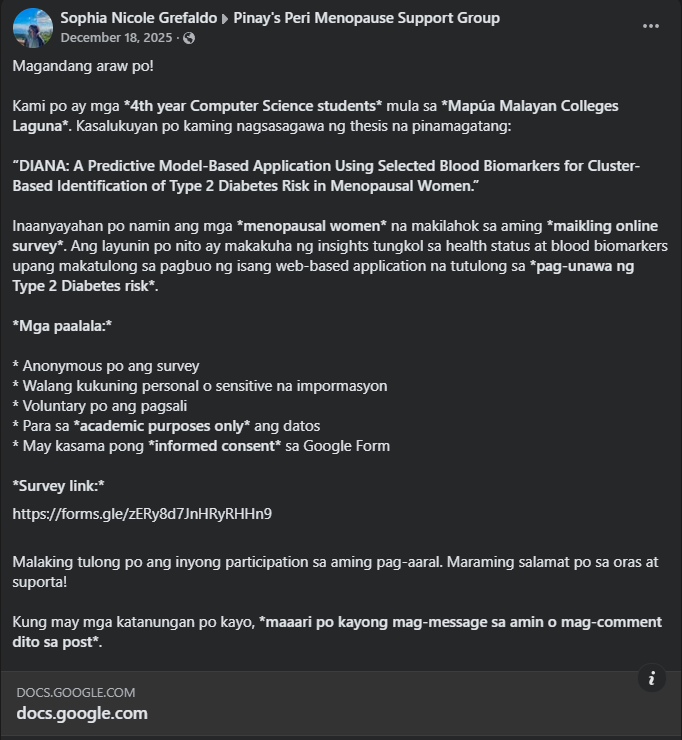 Sophia Nicole Grefaldo ▸ Pinay's Peri Menopause Support Group
December 18, 2025 ·
Magandang araw po!
Kami po ay mga *4th year Computer Science students* mula sa *Mapúa Malayan Colleges
Laguna*. Kasalukuyan po kaming nagsasagawa ng thesis na pinamagatang:
“DIANA: A Predictive Model-Based Application Using Selected Blood Biomarkers for Cluster-
Based Identification of Type 2 Diabetes Risk in Menopausal Women.”
Inaanyayahan po namin ang mga *menopausal women* na makilahok sa aming *maikling online
survey*. Ang layunin po nito ay makakuha ng insights tungkol sa health status at blood biomarkers
upang makatulong sa pagbuo ng isang web-based application na tutulong sa *pag-unawa ng
Type 2 Diabetes risk*.
*Mga paalala:*
* Anonymous po ang survey
* Walang kukuning personal o sensitive na impormasyon
* Voluntary po ang pagsali
* Para sa *academic purposes only* ang datos
* May kasama pong *informed consent* sa Google Form
*Survey link:*
https://forms.gle/zERy8d7JnHRyRHHn9
Malaking tulong po ang inyong participation sa aming pag-aaral. Maraming salamat po sa oras at
suporta!
Kung may mga katanungan po kayo, *maaari po kayong mag-message sa amin o mag-comment
dito sa post*.
DOCS.GOOGLE.COM
docs.google.com